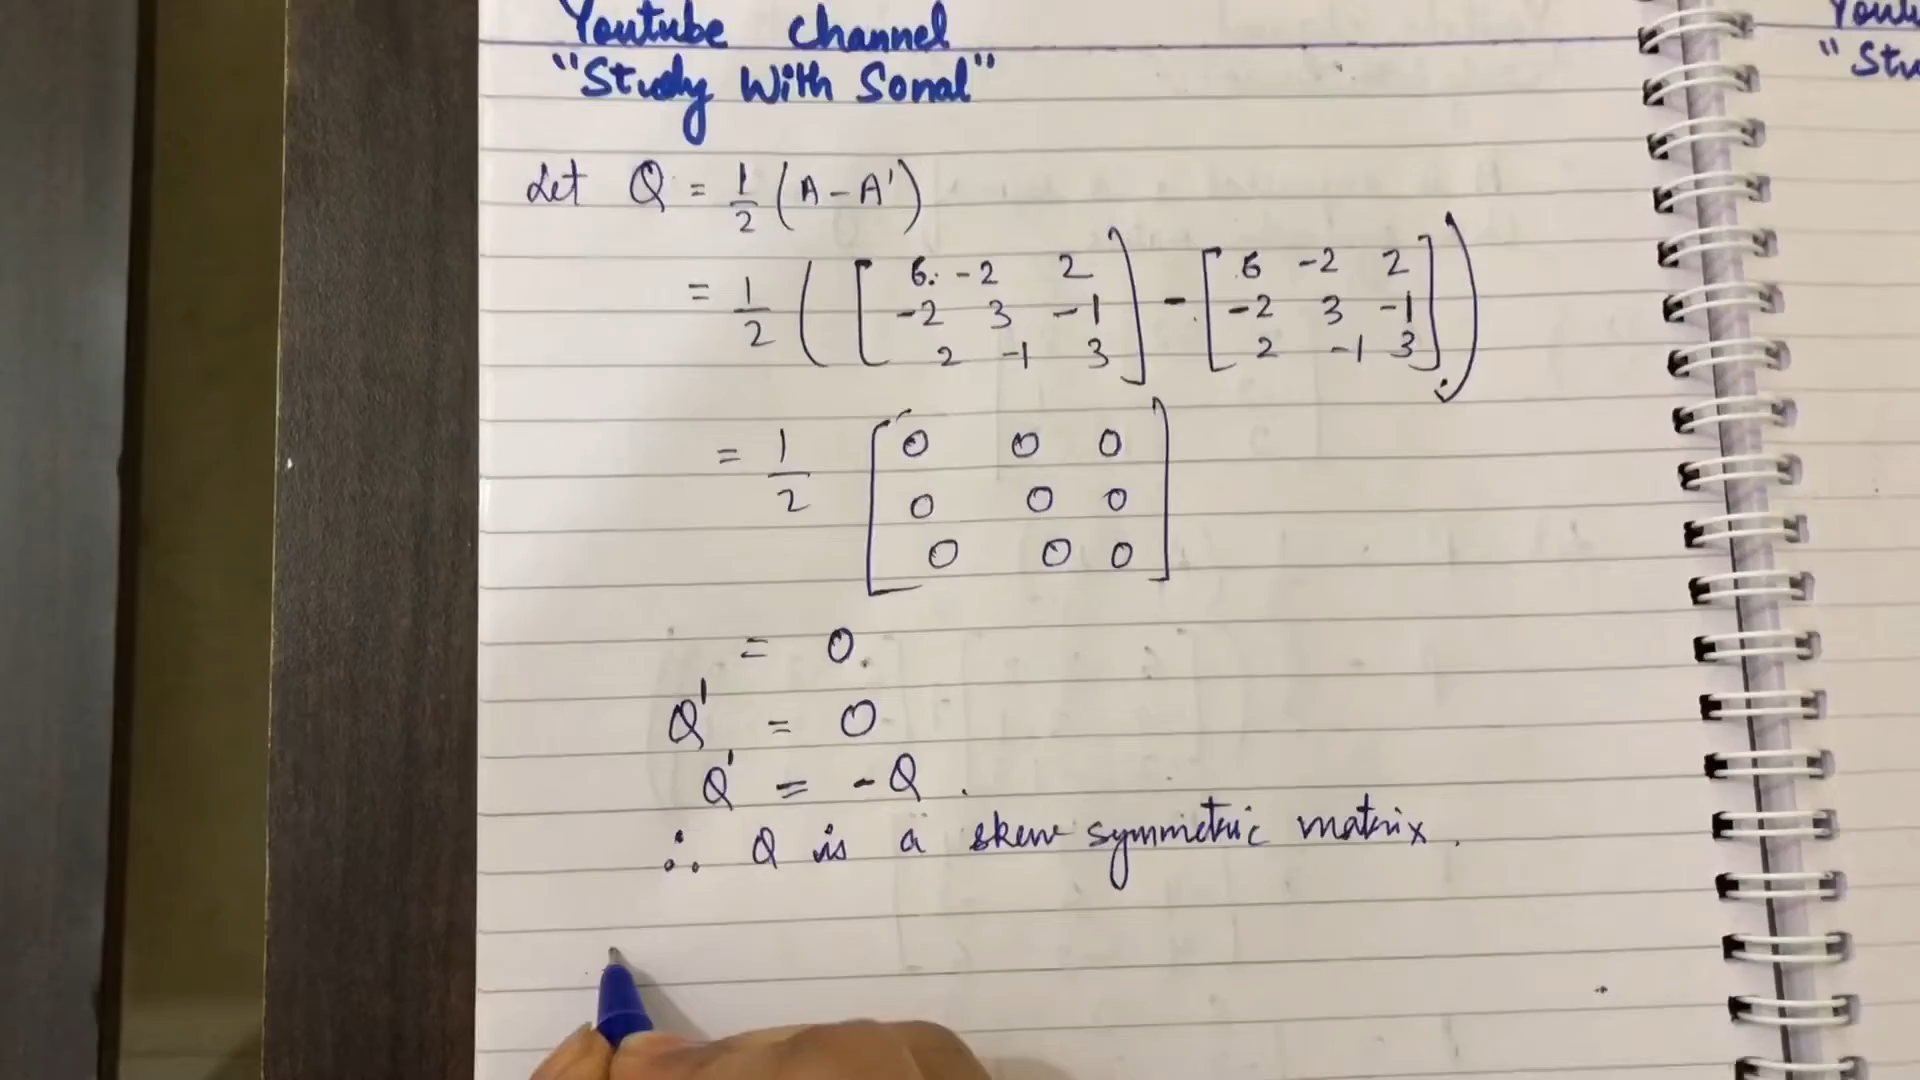 Youtube channel
"Study With Sonal"
Let Q = 1/2 (A - A')
= 1/2 ( [ 6 -2 2
-2 3 -1
2 -1 3 ] - [ 6 -2 2
-2 3 -1
2 -1 3 ] )
= 1/2 [ 0 0 0
0 0 0
0 0 0 ]
= 0.
Q' = 0
Q' = -Q.
∴ Q is a skew symmetric matrix.
Youtu
"Stu